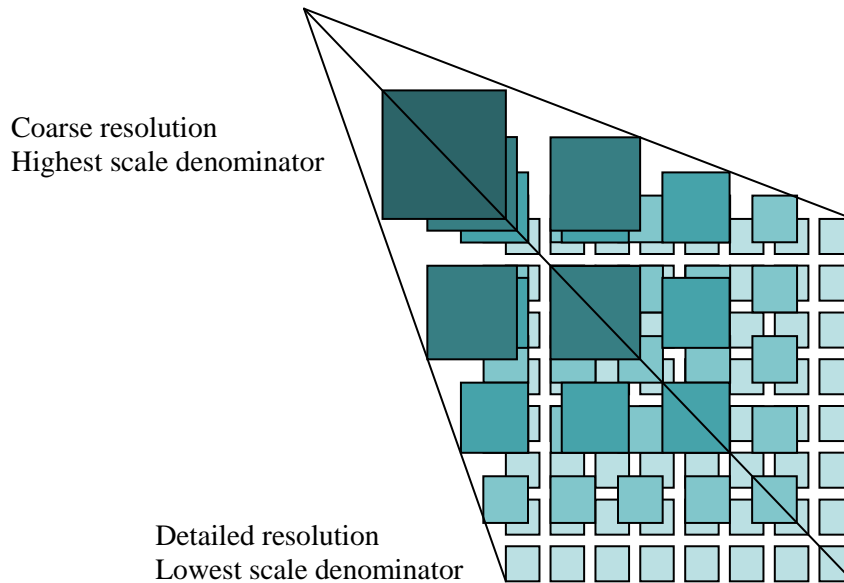 Coarse resolution
Highest scale denominator
Detailed resolution
Lowest scale denominator